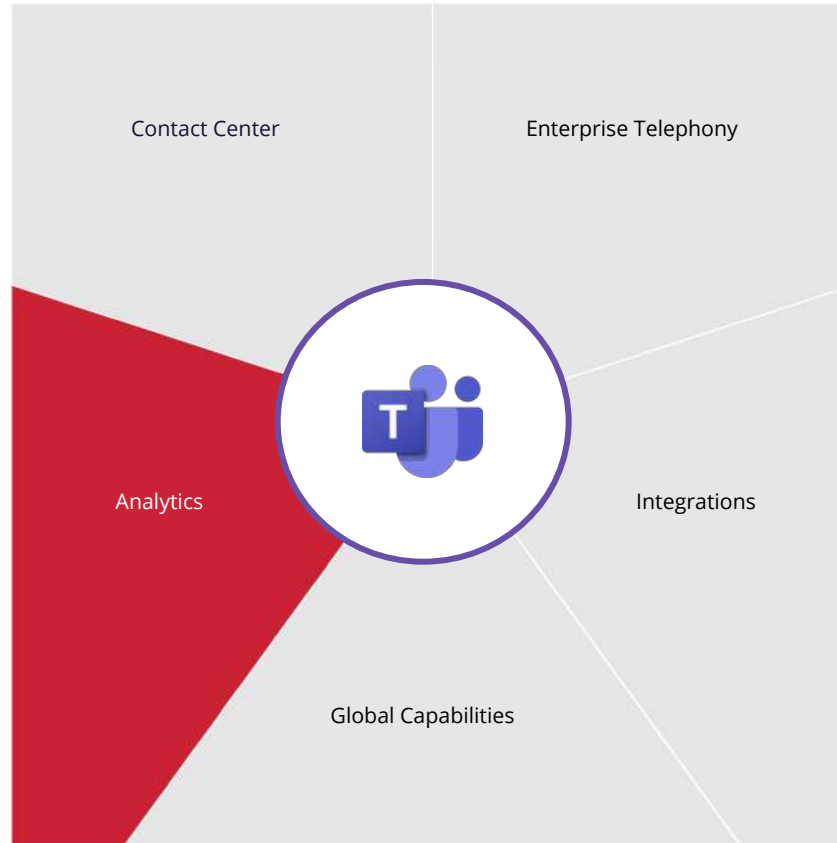 Contact Center
Enterprise Telephony
T
Analytics
Integrations
Global Capabilities